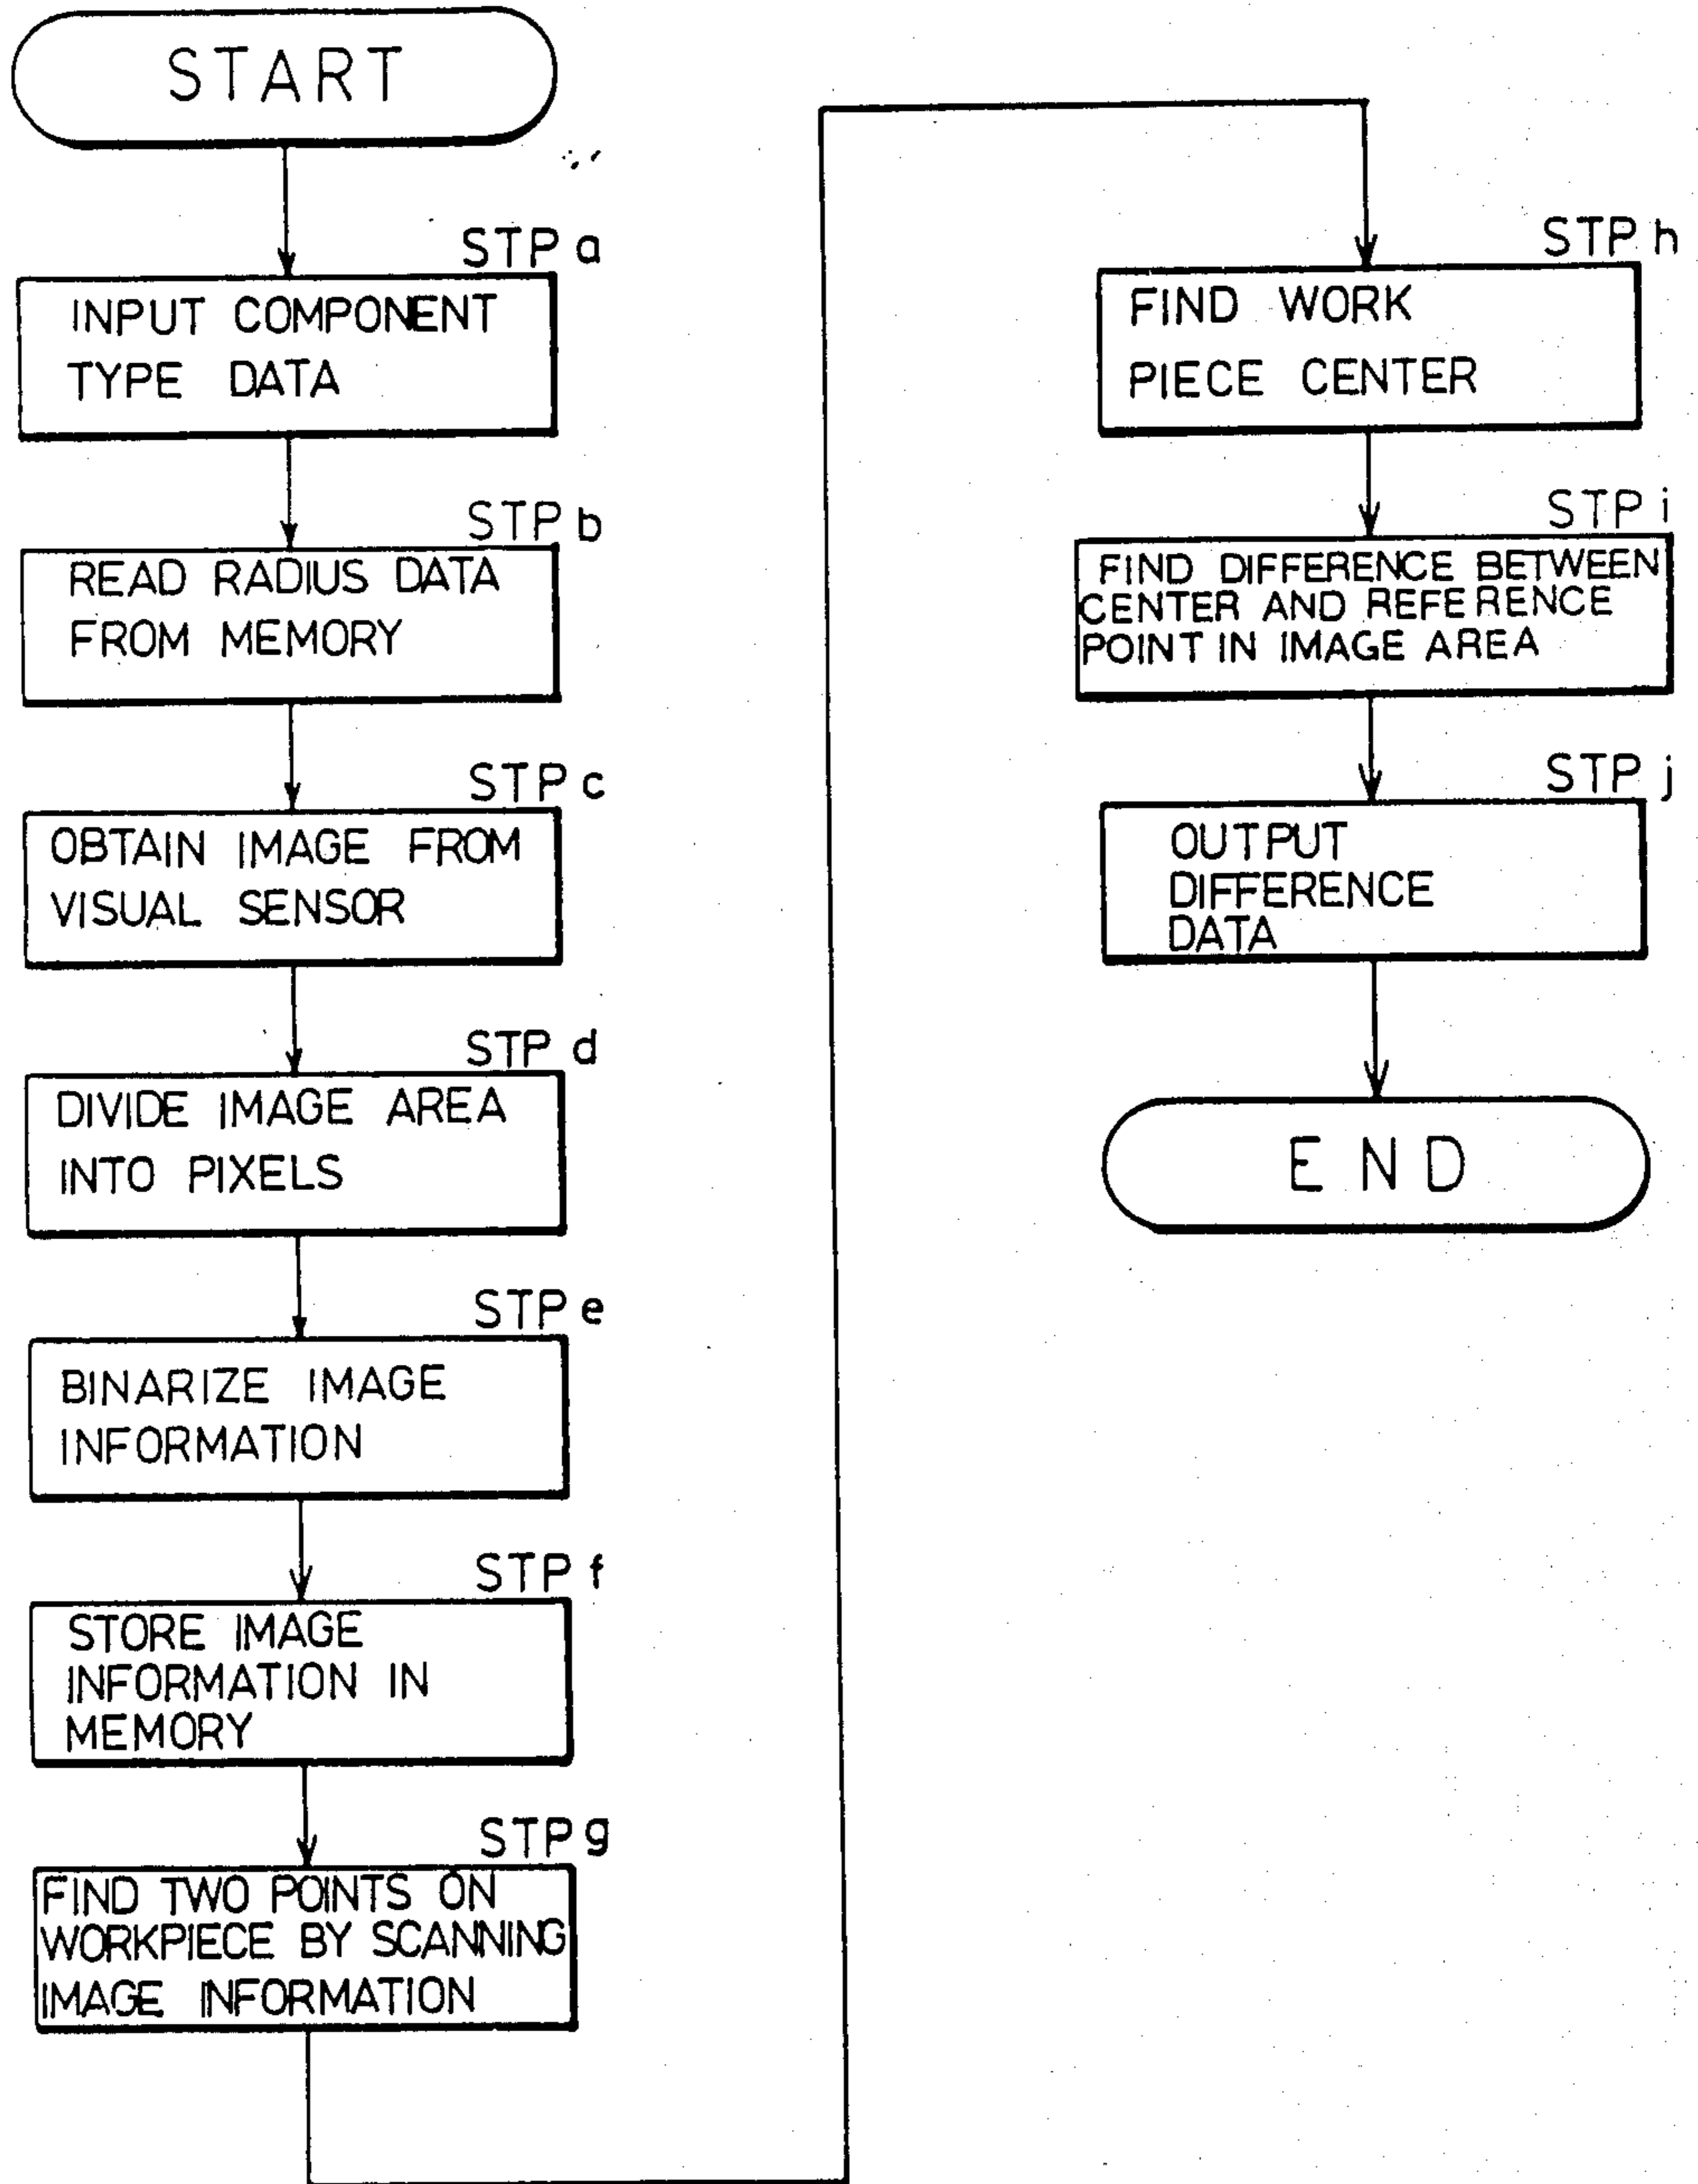 START
STP a
INPUT COMPONENT
TYPE DATA
STP b
READ RADIUS DATA
FROM MEMORY
STP c
OBTAIN IMAGE FROM
VISUAL SENSOR
STP d
DIVIDE IMAGE AREA
INTO PIXELS
STP e
BINARIZE IMAGE
INFORMATION
STP f
STORE IMAGE
INFORMATION IN
MEMORY
STP g
FIND TWO POINTS ON
WORKPIECE BY SCANNING
IMAGE INFORMATION
STP h
FIND WORK
PIECE CENTER
STP i
FIND DIFFERENCE BETWEEN
CENTER AND REFERENCE
POINT IN IMAGE AREA
STP j
OUTPUT
DIFFERENCE
DATA
END